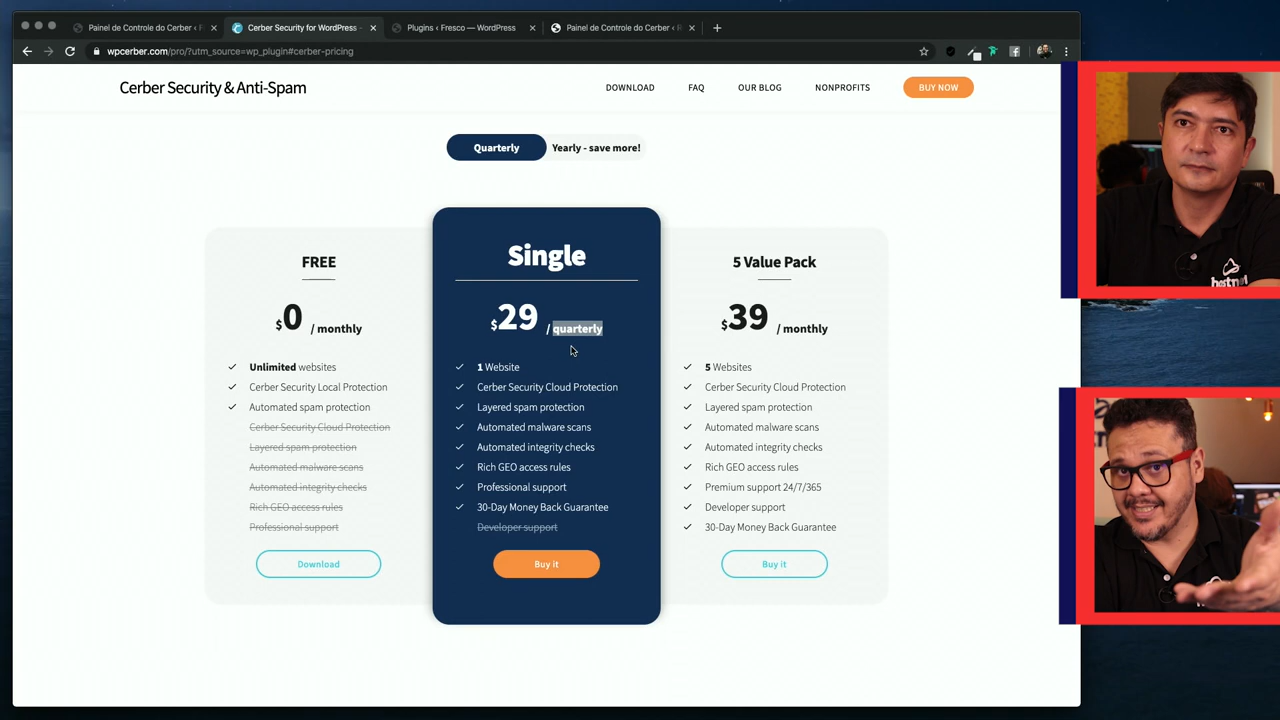 Painel de Controle do Cerber ‹ F
Cerber Security for WordPress -
Plugins ‹ Fresco — WordPress
Painel de Controle do Cerber ‹ R
wpcerber.com/pro/?utm_source=wp_plugin#cerber-pricing
Cerber Security & Anti-Spam
DOWNLOAD
FAQ
OUR BLOG
NONPROFITS
BUY NOW
Quarterly
Yearly - save more!
FREE
$0 / monthly
Unlimited websites
Cerber Security Local Protection
Automated spam protection
Cerber Security Cloud Protection
Layered spam protection
Automated malware scans
Automated integrity checks
Rich GEO access rules
Professional support
Download
Single
$29 / quarterly
1 Website
Cerber Security Cloud Protection
Layered spam protection
Automated malware scans
Automated integrity checks
Rich GEO access rules
Professional support
30-Day Money Back Guarantee
Developer support
Buy it
5 Value Pack
$39 / monthly
5 Websites
Cerber Security Cloud Protection
Layered spam protection
Automated malware scans
Automated integrity checks
Rich GEO access rules
Premium support 24/7/365
Developer support
30-Day Money Back Guarantee
Buy it